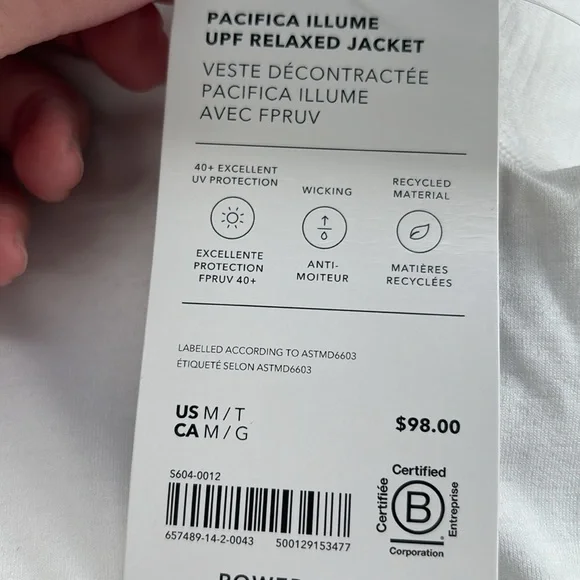 PACIFICA ILLUME
UPF RELAXED JACKET
VESTE DÉCONTRACTÉE
PACIFICA ILLUME
AVEC FPRUV
40+ EXCELLENT
UV PROTECTION
EXCELLENTE
PROTECTION
FPRUV 40+
WICKING
ANTI-
MOITEUR
RECYCLED
MATERIAL
MATIÈRES
RECYCLÉES
LABELLED ACCORDING TO ASTMD6603
ÉTIQUETÉ SELON ASTMD6603
US M / T
CA M / G
$98.00
S604-0012
657489-14-2-0043 500129153477
Certified
Certifiée
B
Entreprise
Corporation